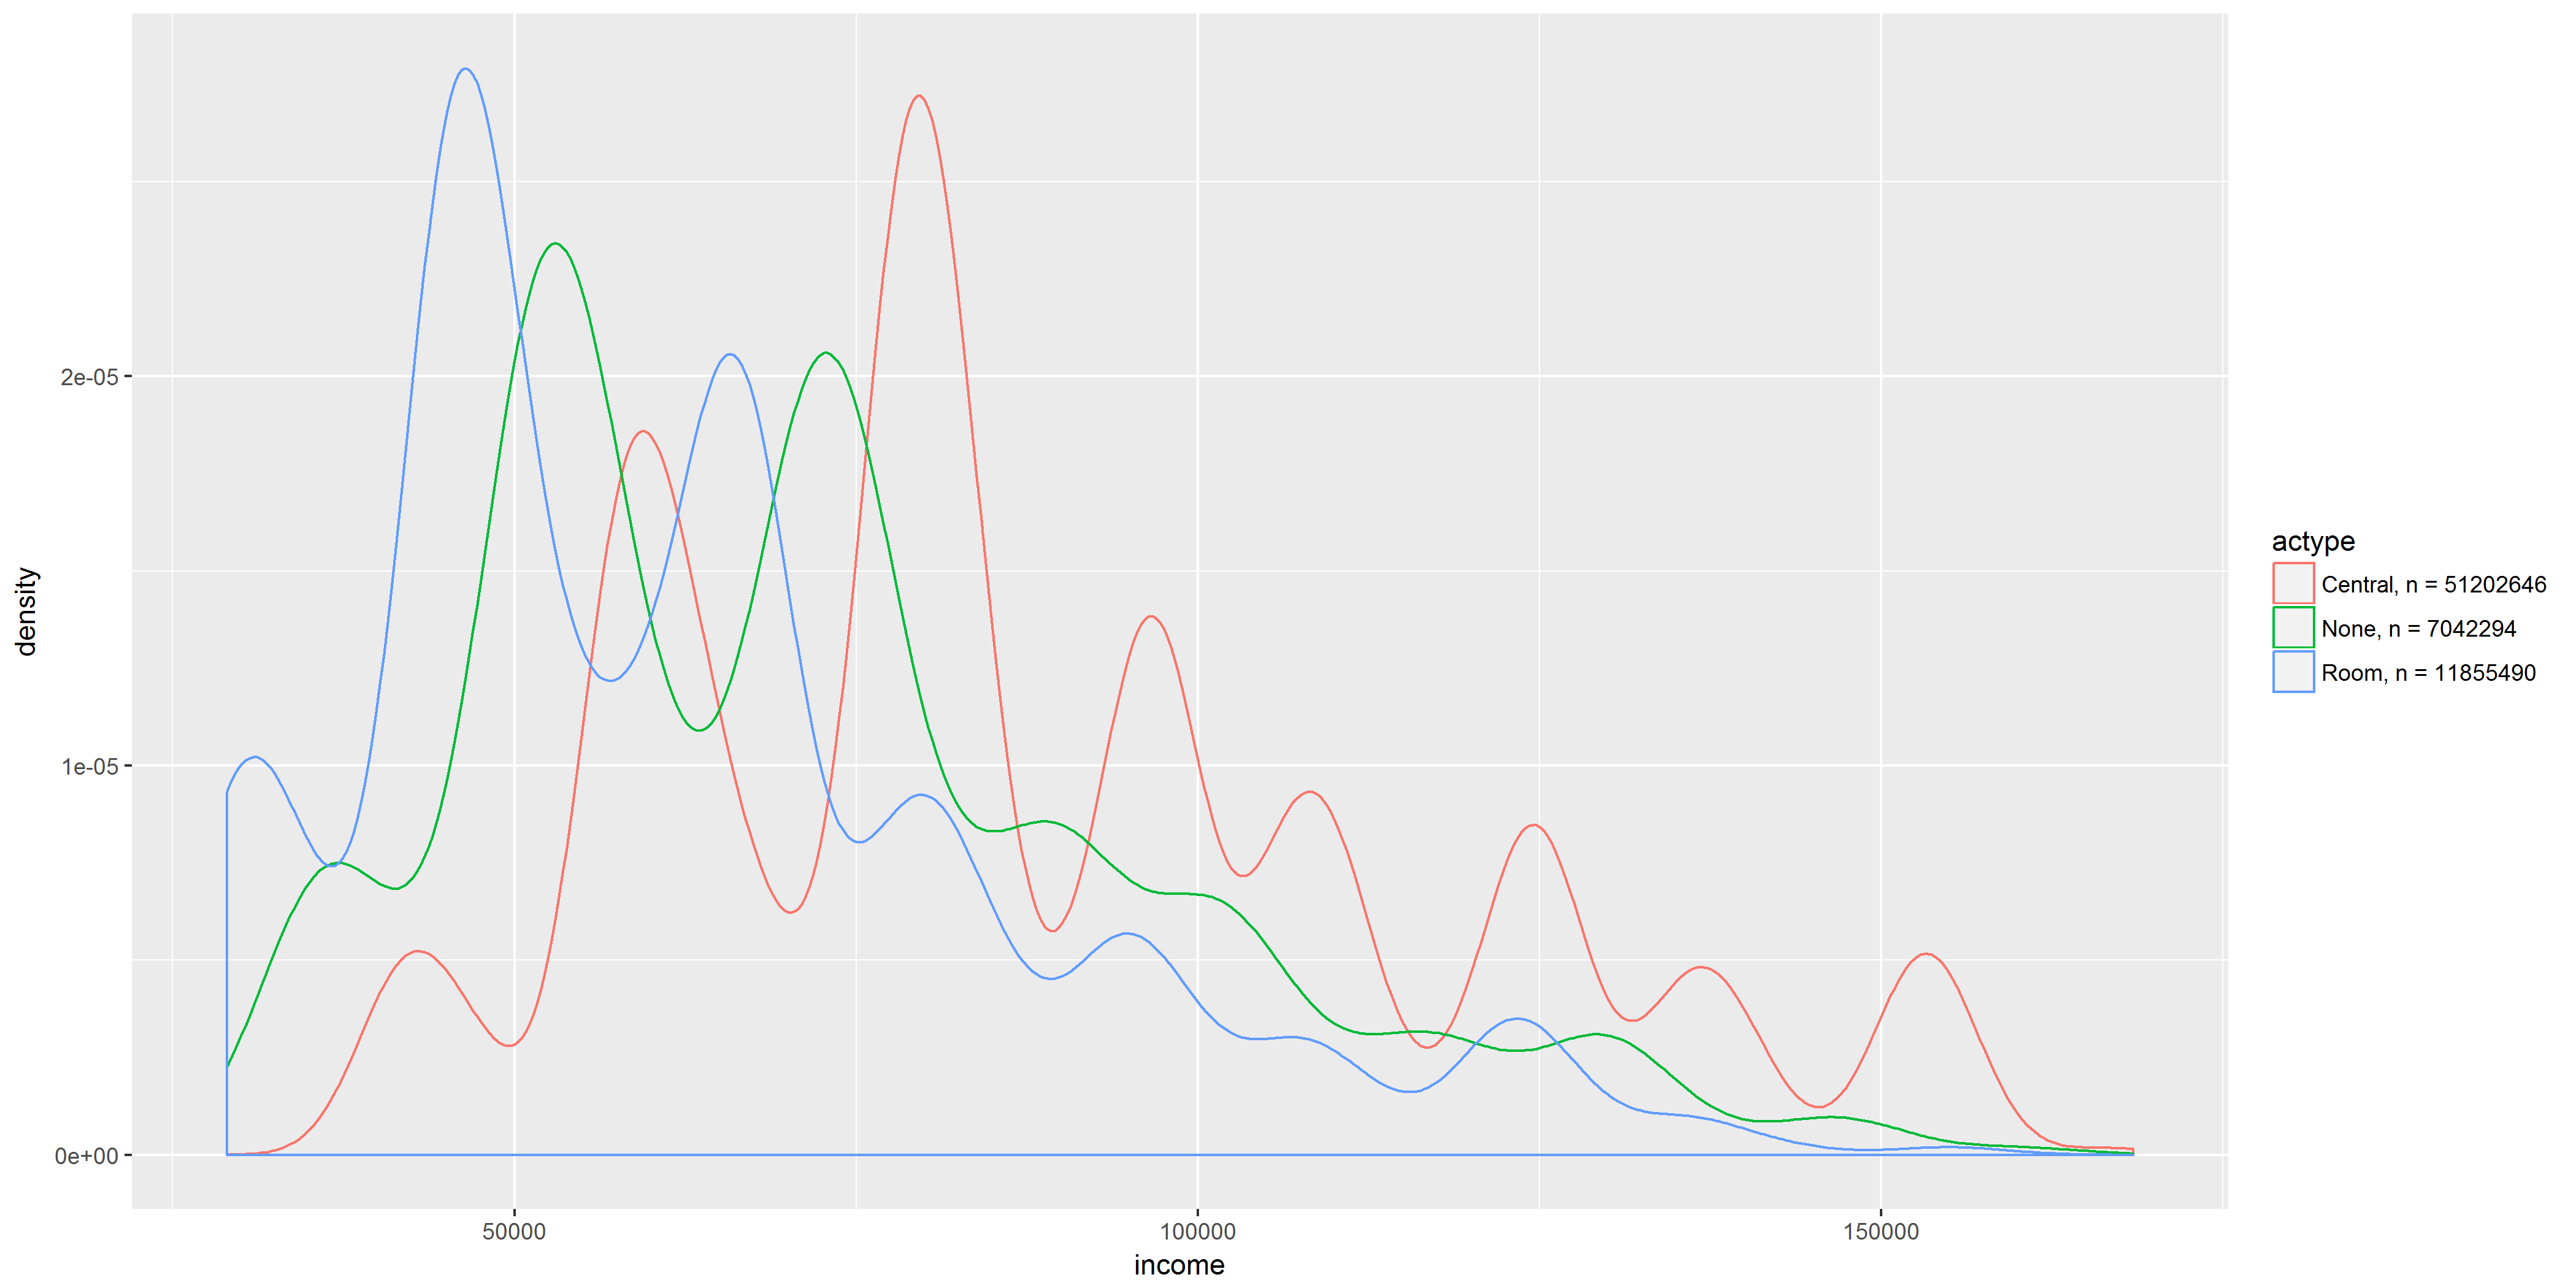 density
2e-05
1e-05
0e+00
50000
100000
150000
income
actype
Central, n = 51202646
None, n = 7042294
Room, n = 11855490